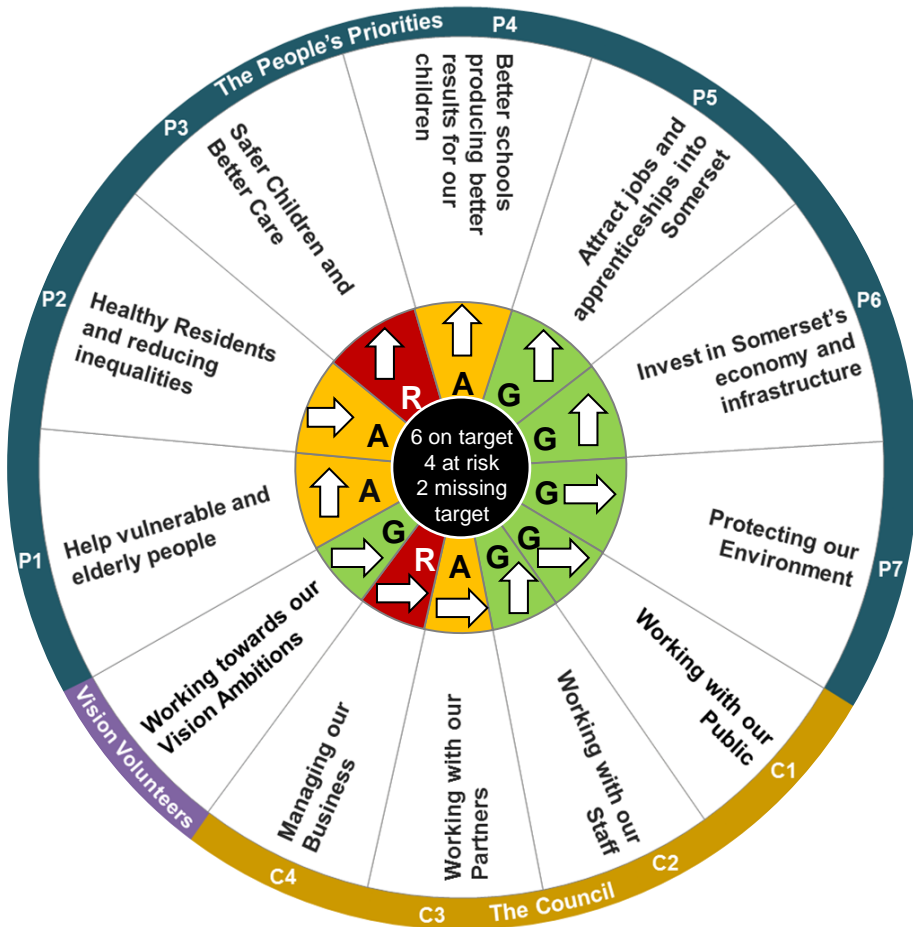 The People's Priorities
P1
Help vulnerable and
elderly people
A
P2
Healthy Residents
and reducing
inequalities
A
P3
Safer Children and
Better Care
R
P4
Better schools
producing better
results for our
children
A
P5
Attract jobs and
apprenticeships into
Somerset
G
P6
Invest in Somerset's
economy and
infrastructure
G
P7
Protecting our
Environment
G
The Council
C1
Working with our
Public
G
C2
Working with our
Staff
G
C3
Working with our
Partners
A
C4
Managing our
Business
R
Vision Volunteers
Working towards our
Vision Ambitions
G
6 on target
4 at risk
2 missing
target